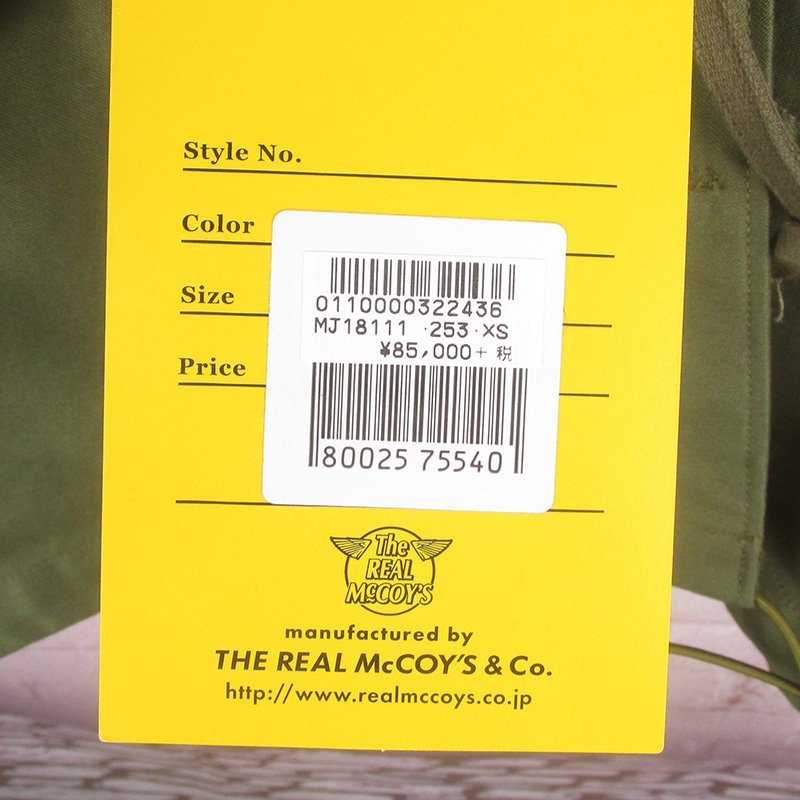 Style No.
Color
Size
Price
0110000322436
MJ18111 ·253·XS
¥85,000+ 税
80025 75540
The
REAL
McCOY'S
manufactured by
THE REAL McCOY'S & Co.
http://www.realmccoys.co.jp